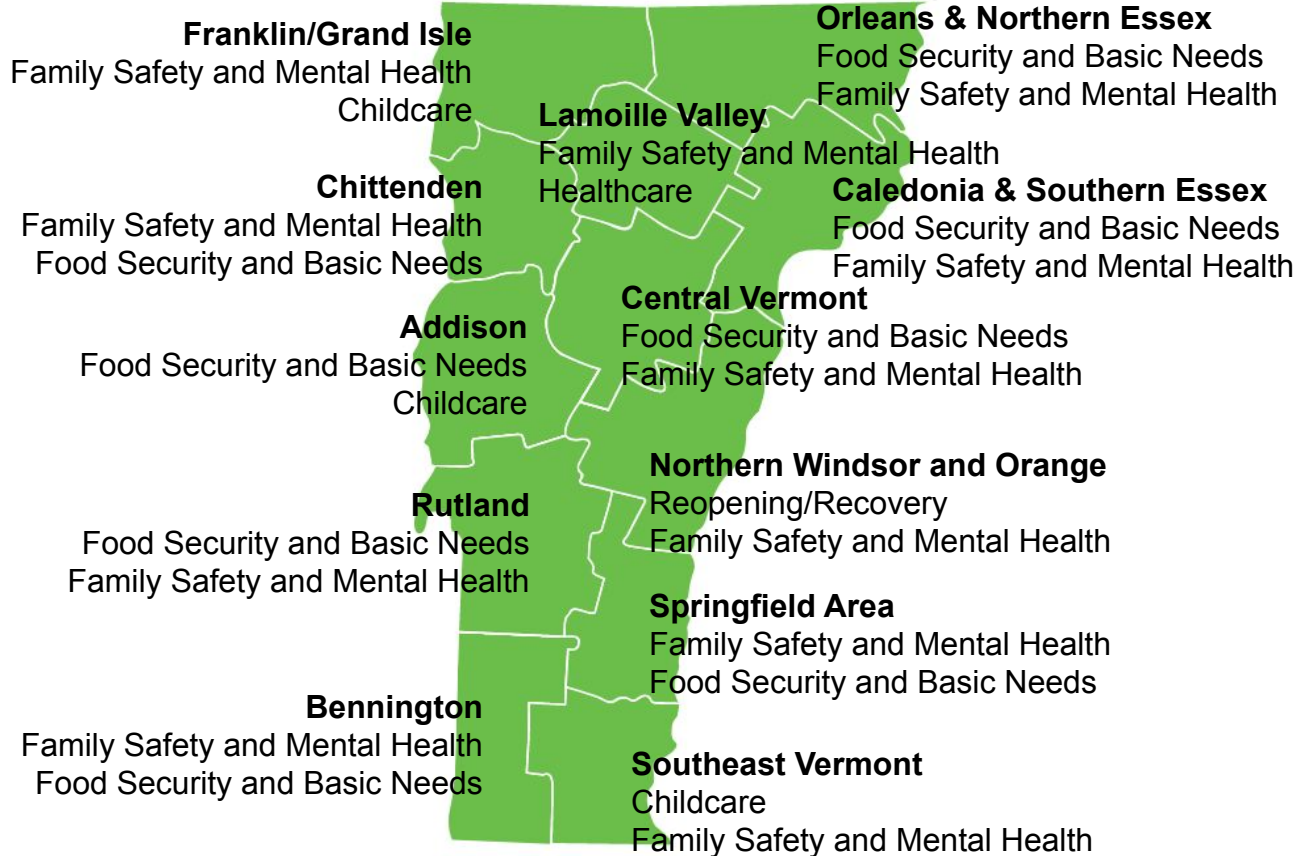 Franklin/Grand Isle
Family Safety and Mental Health
Childcare
Orleans & Northern Essex
Food Security and Basic Needs
Family Safety and Mental Health
Lamoille Valley
Family Safety and Mental Health
Healthcare
Chittenden
Family Safety and Mental Health
Food Security and Basic Needs
Caledonia & Southern Essex
Food Security and Basic Needs
Family Safety and Mental Health
Central Vermont
Food Security and Basic Needs
Family Safety and Mental Health
Addison
Food Security and Basic Needs
Childcare
Northern Windsor and Orange
Reopening/Recovery
Family Safety and Mental Health
Rutland
Food Security and Basic Needs
Family Safety and Mental Health
Springfield Area
Family Safety and Mental Health
Food Security and Basic Needs
Bennington
Family Safety and Mental Health
Food Security and Basic Needs
Southeast Vermont
Childcare
Family Safety and Mental Health